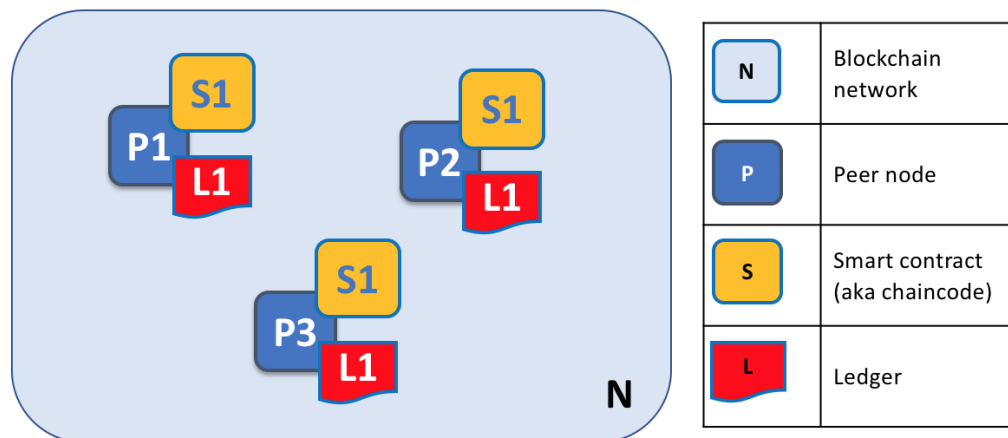 S1
P1
L1
S1
P2
L1
S1
P3
L1
N
N
Blockchain
network
P
Peer node
S
Smart contract
(aka chaincode)
L
Ledger